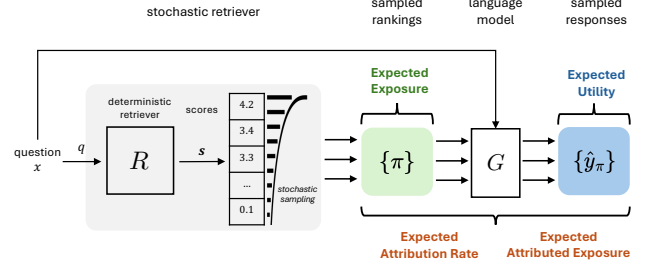 stochastic retriever
sampled
rankings
language
model
sampled
responses
Expected
Exposure
Expected
Utility
deterministic
retriever
scores
4.2
3.4
3.3
...
0.1
stochastic
sampling
question
x
q
R
s
{π}
G
{ŷπ}
Expected
Attribution Rate
Expected
Attributed Exposure